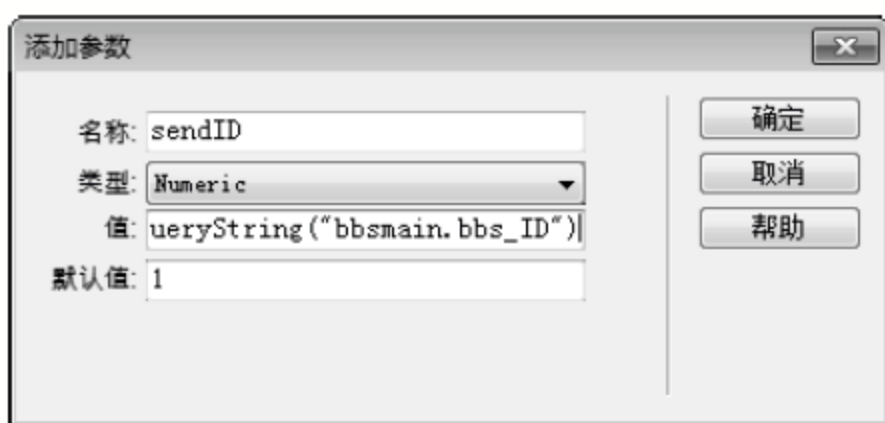 添加参数
名称: sendID
确定
类型: Numeric
取消
值: ueryString("bbsmain.bbs_ID")
帮助
默认值: 1